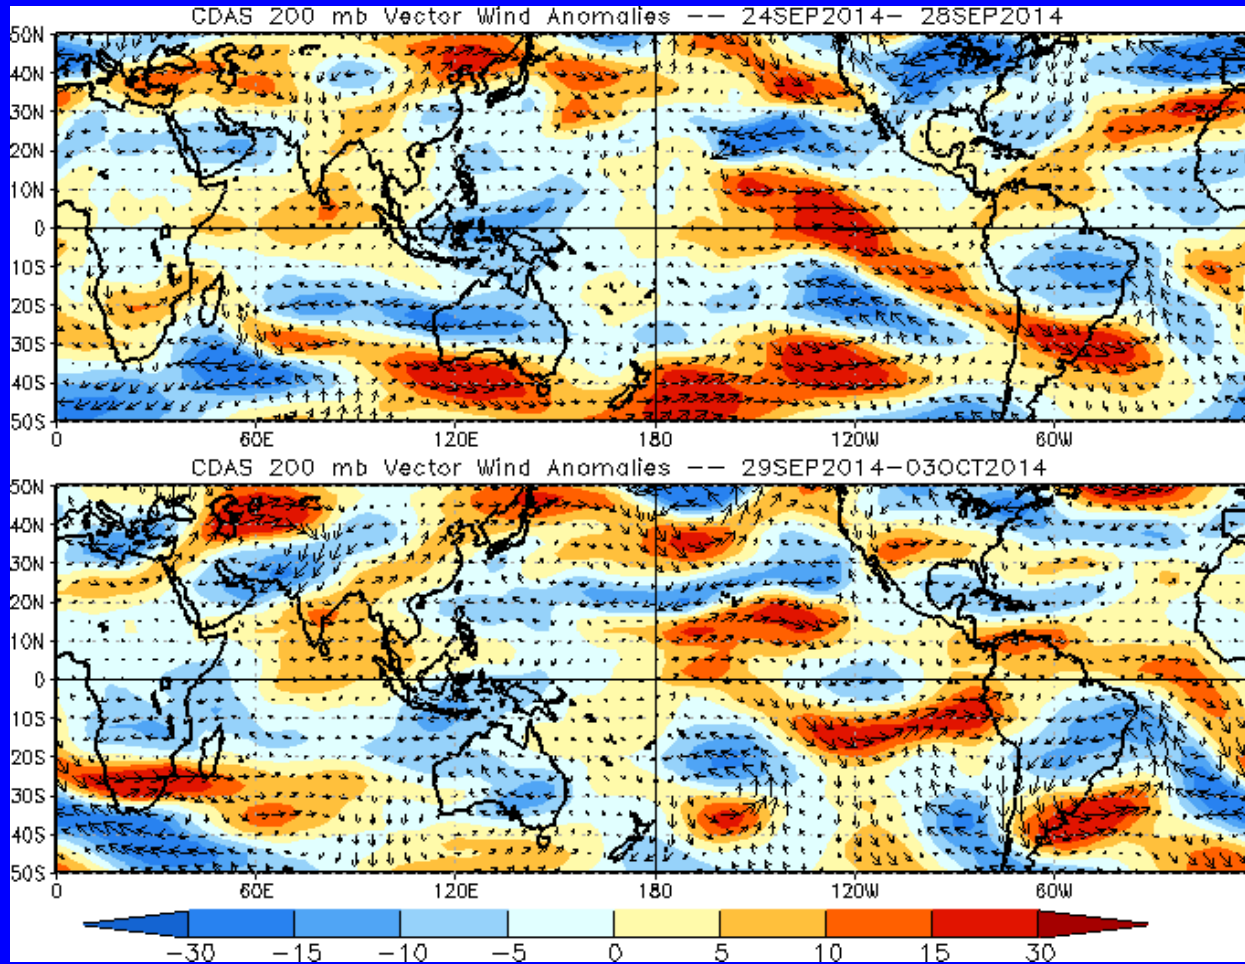 CDAS 200 mb Vector Wind Anomalies -- 24SEP2014- 28SEP2014
50N
40N
30N
20N
10N
0
10S
20S
30S
40S
50S
0 60E 120E 180 120W 60W
CDAS 200 mb Vector Wind Anomalies -- 29SEP2014-03OCT2014
50N
40N
30N
20N
10N
0
10S
20S
30S
40S
50S
0 60E 120E 180 120W 60W
-30 -15 -10 -5 0 5 10 15 30